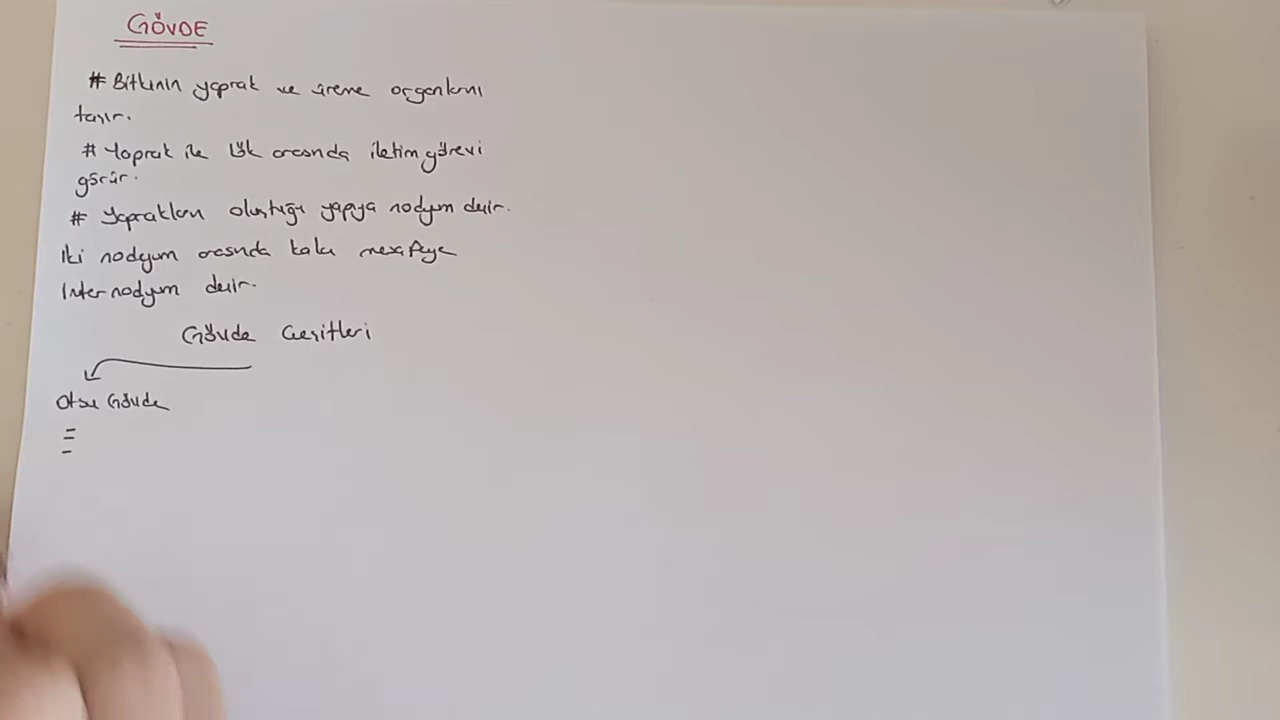 GÖVDE
# Bitkinin yaprak ve üreme organlarını
taşır.
# Yaprak ile kök arasında iletim görevi
görür.
# Yaprakların oluştuğu yapıya nodyum denir.
İki nodyum arasında kalan mesafeye
İnternodyum denir.
Gövde Çeşitleri
Otsu Gövde